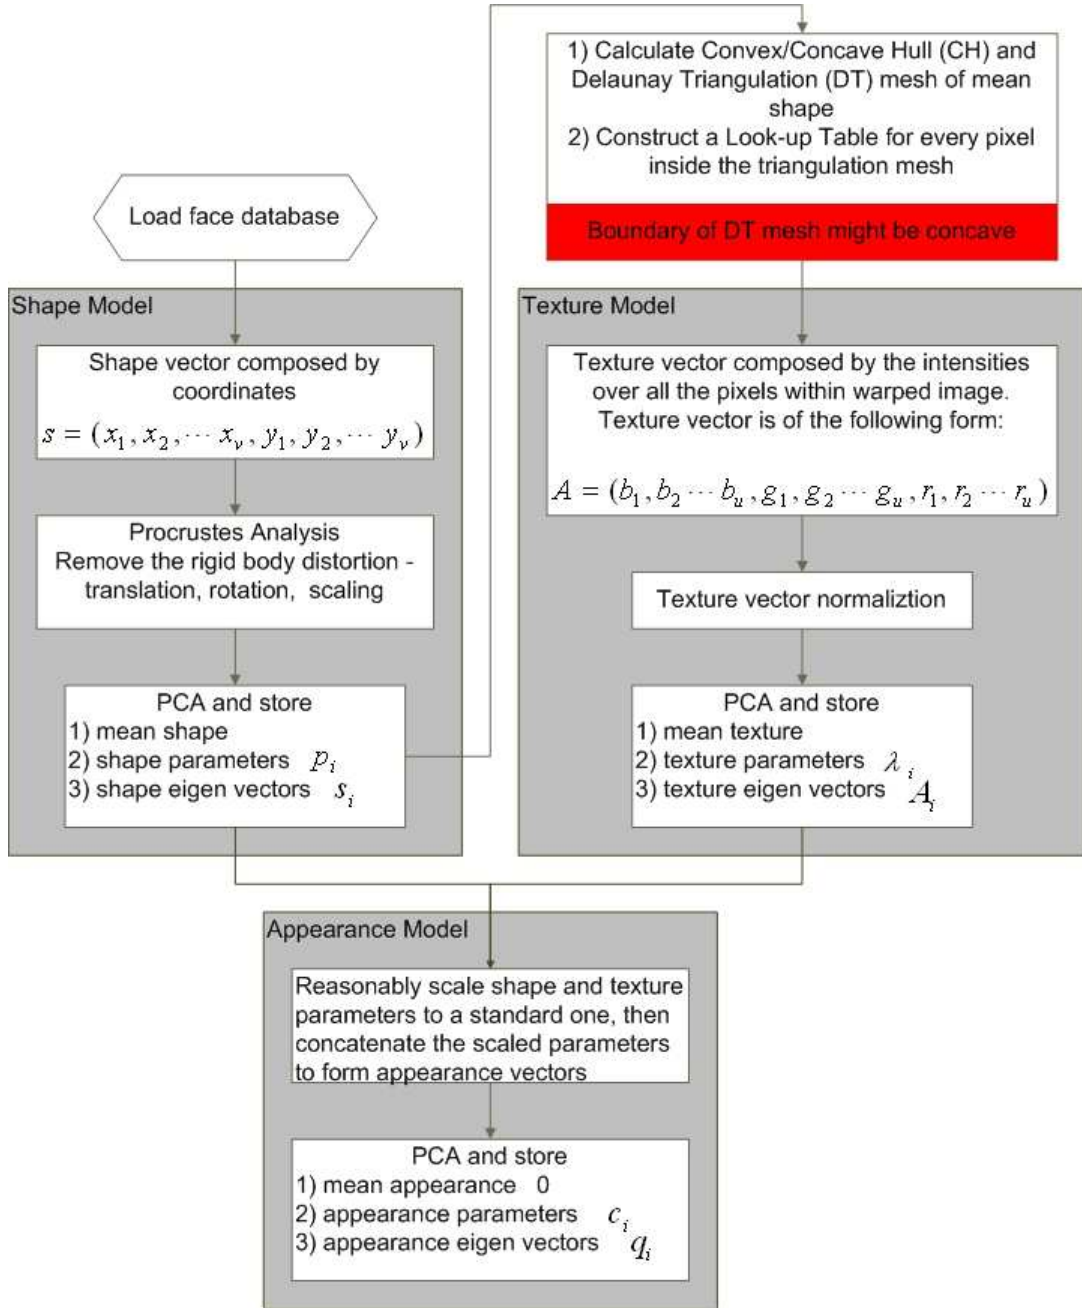 1) Calculate Convex/Concave Hull (CH) and
Delaunay Triangulation (DT) mesh of mean
shape
2) Construct a Look-up Table for every pixel
inside the triangulation mesh
Boundary of DT mesh might be concave
Load face database
Shape Model
Shape vector composed by
coordinates
s = (x₁, x₂, ⋯ xᵥ, y₁, y₂, ⋯ yᵥ)
Procrustes Analysis
Remove the rigid body distortion -
translation, rotation, scaling
PCA and store
1) mean shape
2) shape parameters pᵢ
3) shape eigen vectors sᵢ
Texture Model
Texture vector composed by the intensities
over all the pixels within warped image.
Texture vector is of the following form:
A = (b₁, b₂ ⋯ bᵤ, g₁, g₂ ⋯ gᵤ, r₁, r₂ ⋯ rᵤ)
Texture vector normaliztion
PCA and store
1) mean texture
2) texture parameters λᵢ
3) texture eigen vectors Aᵢ
Appearance Model
Reasonably scale shape and texture
parameters to a standard one, then
concatenate the scaled parameters
to form appearance vectors
PCA and store
1) mean appearance 0
2) appearance parameters cᵢ
3) appearance eigen vectors qᵢ